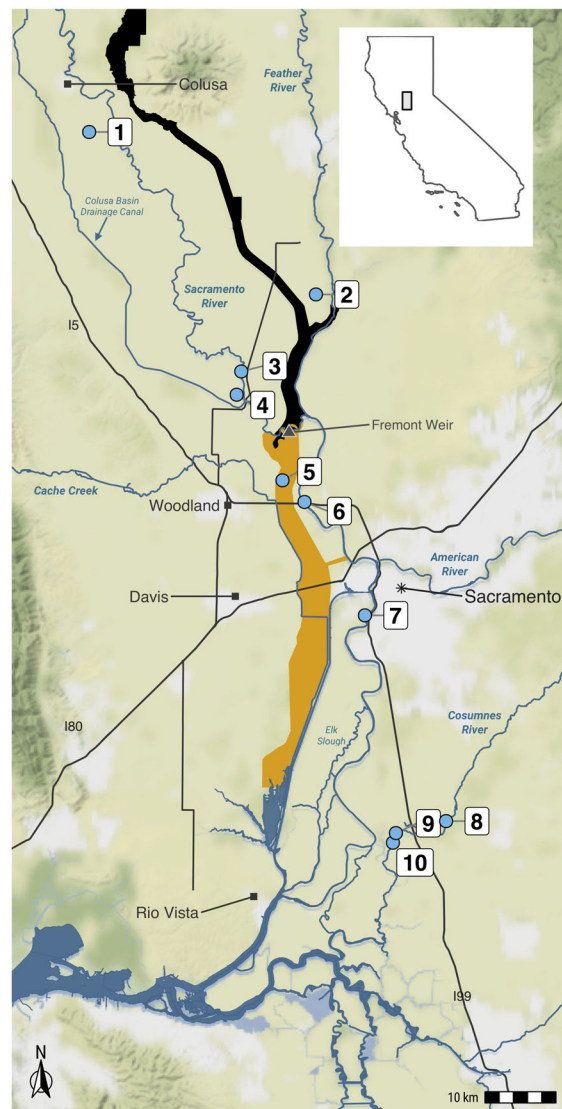 Feather
River
Colusa
1
Colusa Basin
Drainage Canal
2
Sacramento
River
I5
3
4
Fremont Weir
5
Cache Creek
Woodland
6
American
River
Davis
Sacramento
7
Cosumnes
River
I80
Elk
Slough
9
8
10
Rio Vista
I99
N
10 km